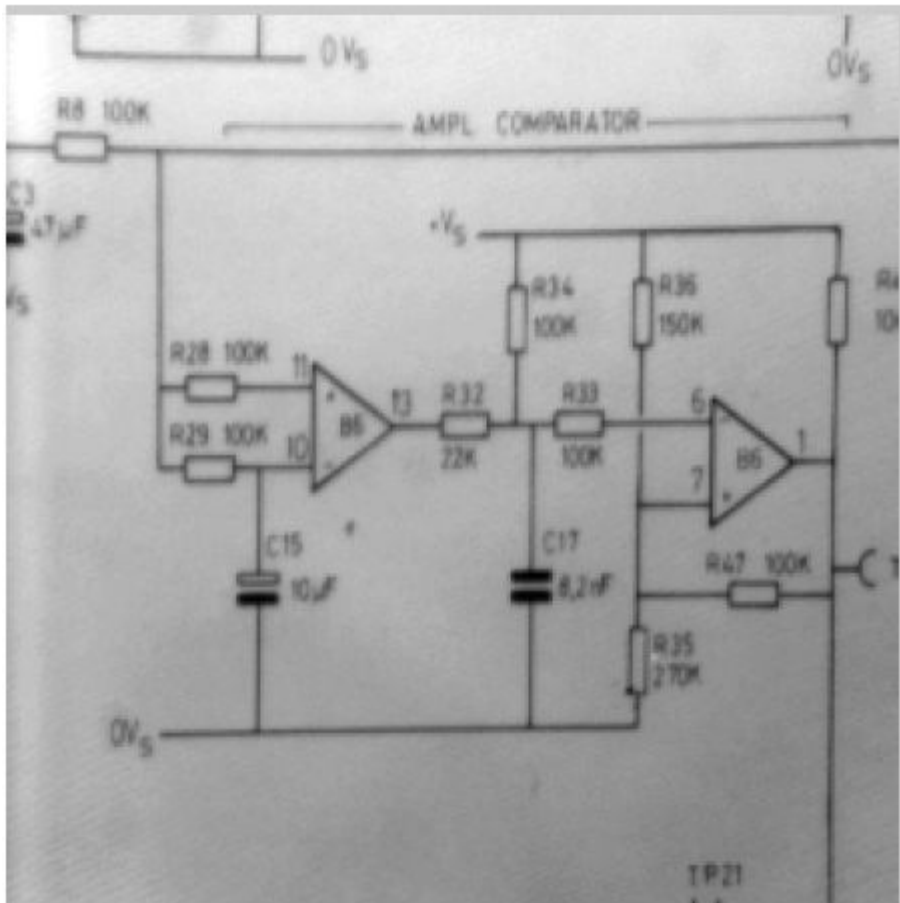 0Vs
0Vs
R8 100K
AMPL COMPARATOR
C3
47µF
+Vs
R34
100K
R36
150K
R28 100K
11
+
R29 100K
10
-
B6
13
R32
22K
R33
100K
6
-
7
+
B6
1
C15
10µF
C17
8,2nF
R47 100K
R35
270K
0Vs
TP21